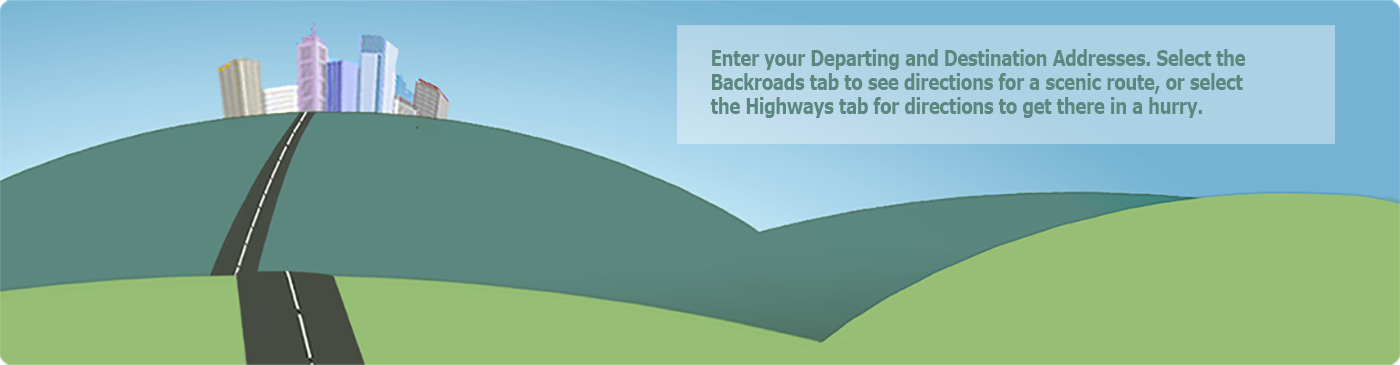 Enter your Departing and Destination Addresses. Select the
Backroads tab to see directions for a scenic route, or select
the Highways tab for directions to get there in a hurry.